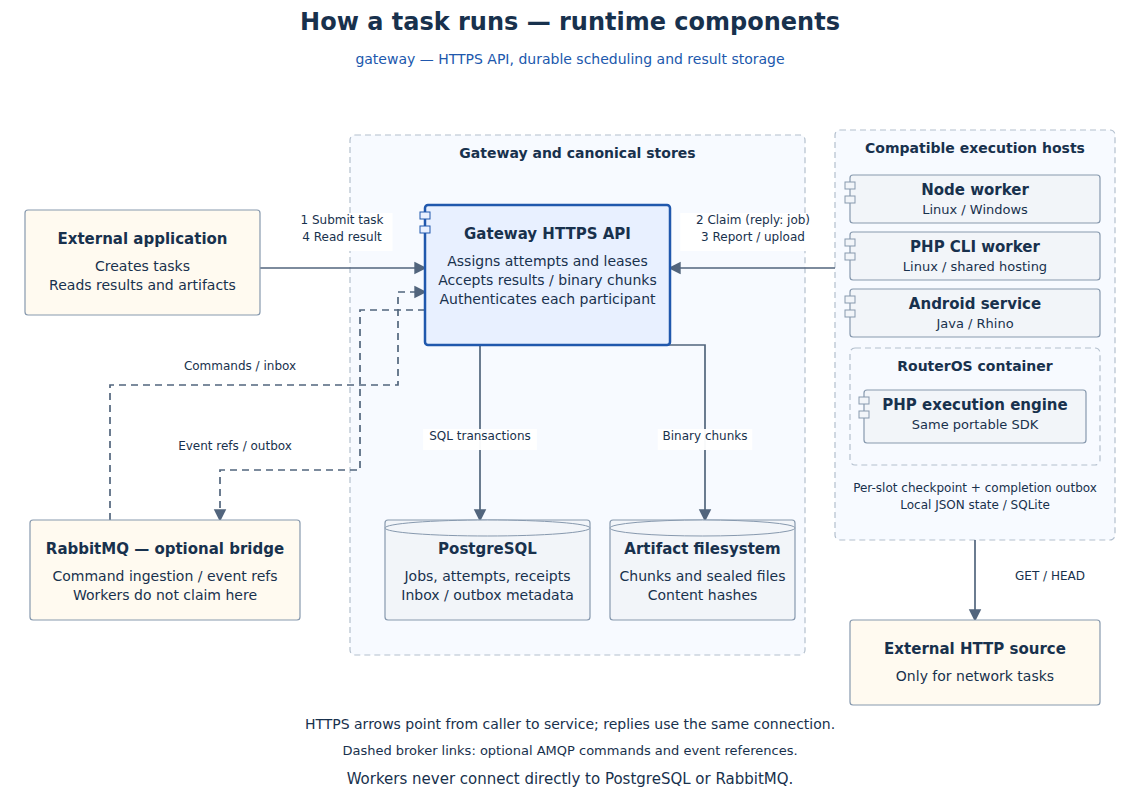 How a task runs — runtime components
gateway — HTTPS API, durable scheduling and result storage
Gateway and canonical stores
External application
Creates tasks
Reads results and artifacts
1 Submit task
4 Read result
Gateway HTTPS API
Assigns attempts and leases
Accepts results / binary chunks
Authenticates each participant
2 Claim (reply: job)
3 Report / upload
Compatible execution hosts
Node worker
Linux / Windows
PHP CLI worker
Linux / shared hosting
Android service
Java / Rhino
RouterOS container
PHP execution engine
Same portable SDK
Per-slot checkpoint + completion outbox
Local JSON state / SQLite
Commands / inbox
Event refs / outbox
SQL transactions
Binary chunks
RabbitMQ — optional bridge
Command ingestion / event refs
Workers do not claim here
PostgreSQL
Jobs, attempts, receipts
Inbox / outbox metadata
Artifact filesystem
Chunks and sealed files
Content hashes
GET / HEAD
External HTTP source
Only for network tasks
HTTPS arrows point from caller to service; replies use the same connection.
Dashed broker links: optional AMQP commands and event references.
Workers never connect directly to PostgreSQL or RabbitMQ.